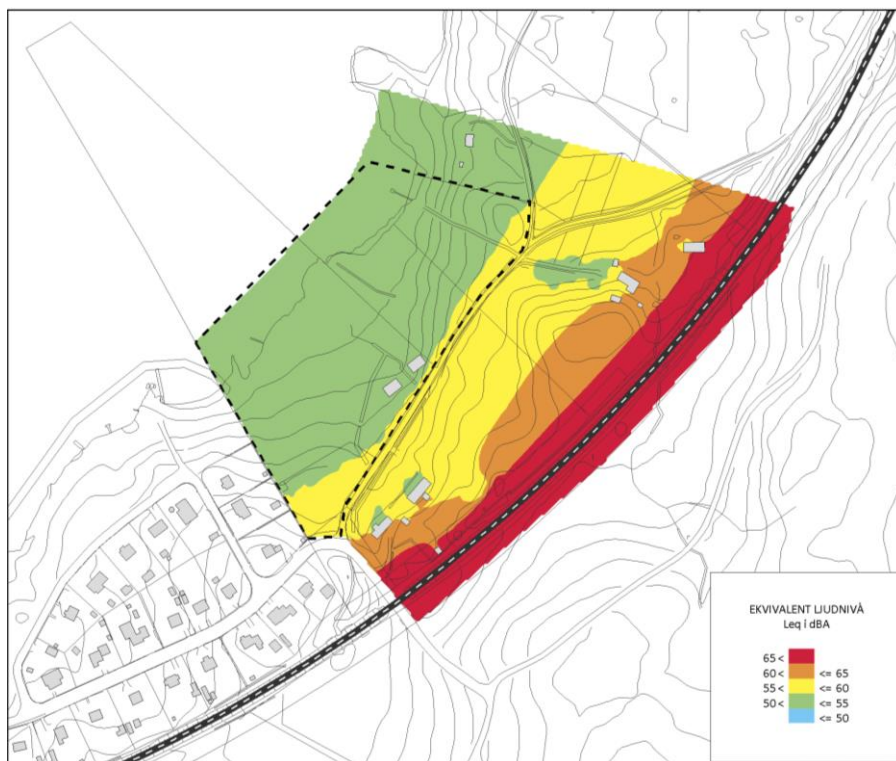 EKVIVALENT LJUDNIVÅ
Leq i dBA
65 <
60 < <= 65
55 < <= 60
50 < <= 55
<= 50